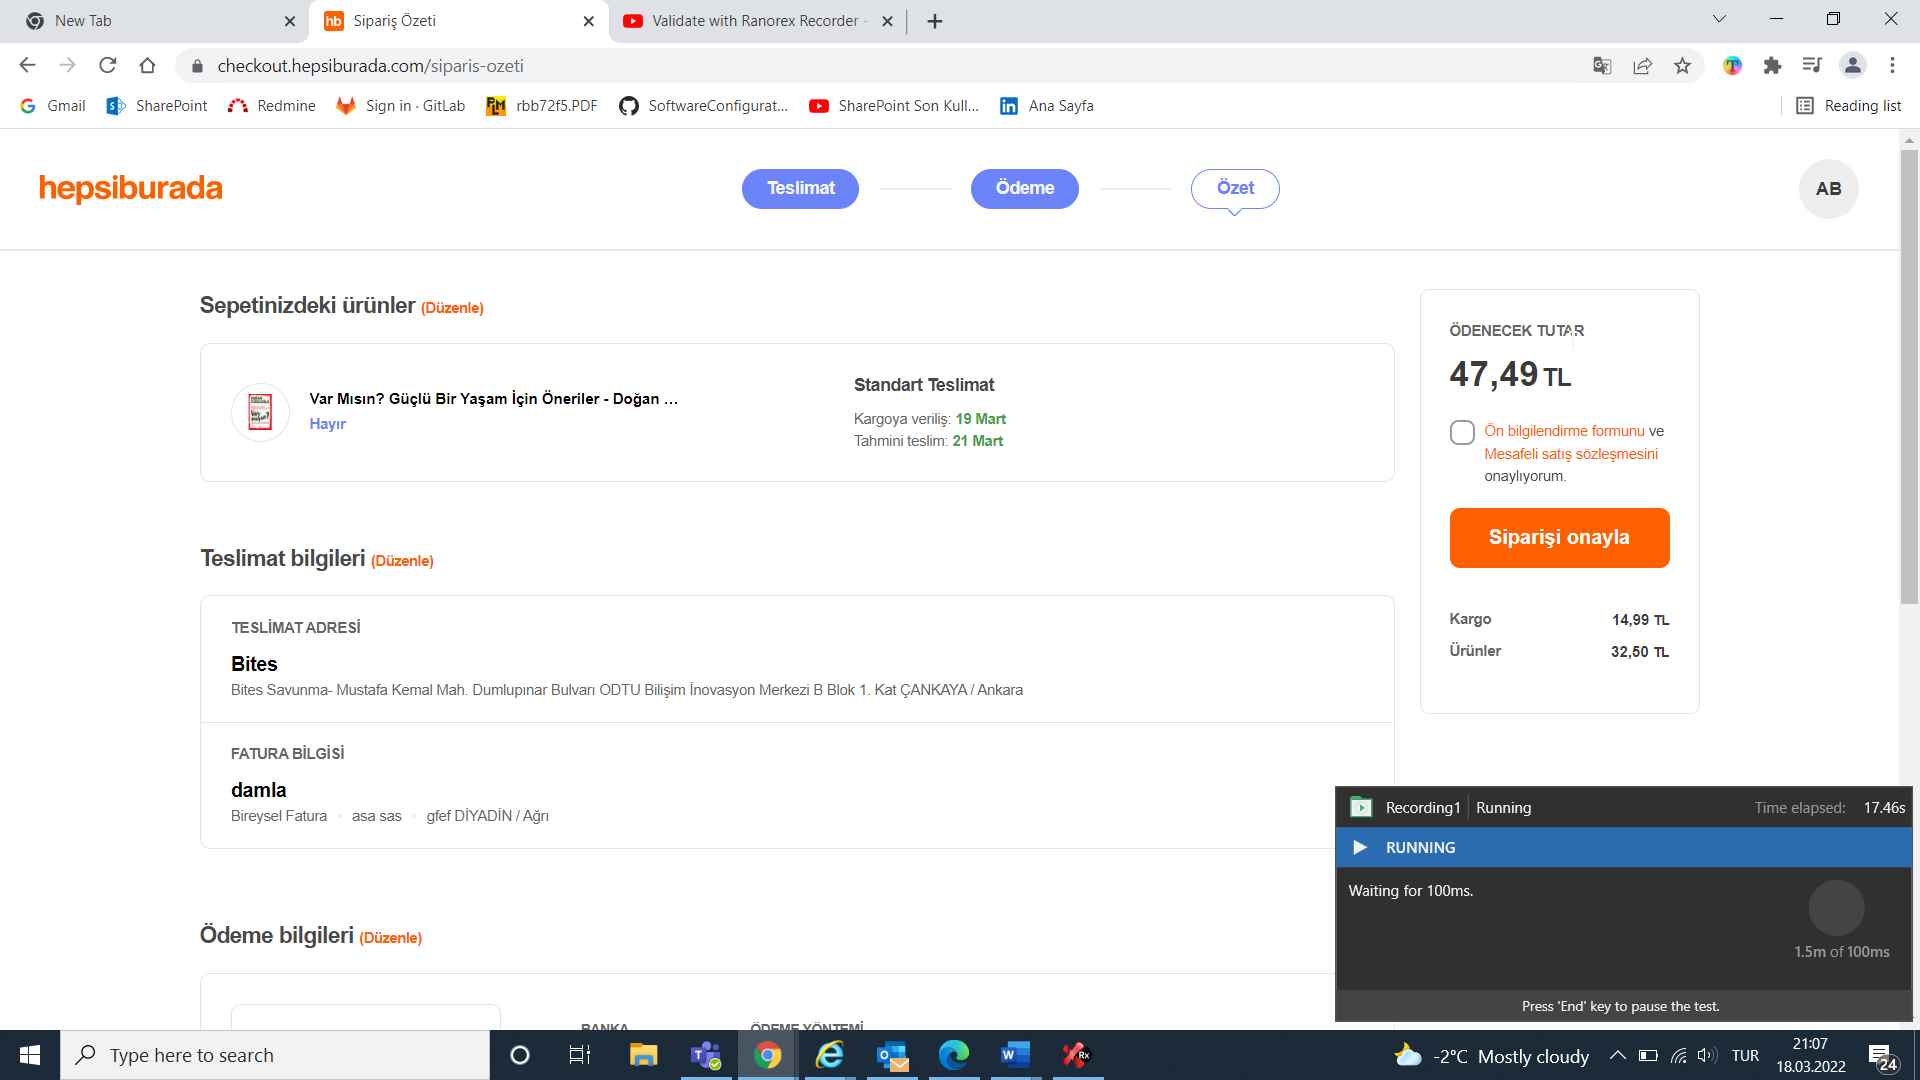 New Tab
Sipariş Özeti
Validate with Ranorex Recorder -
checkout.hepsiburada.com/siparis-ozeti
Gmail SharePoint Redmine Sign in · GitLab rbb72f5.PDF SoftwareConfigurat... SharePoint Son Kull... Ana Sayfa Reading list
hepsiburada
Teslimat
Ödeme
Özet
AB
Sepetinizdeki ürünler (Düzenle)
Var Mısın? Güçlü Bir Yaşam İçin Öneriler - Doğan ...
Hayır
Standart Teslimat
Kargoya veriliş: 19 Mart
Tahmini teslim: 21 Mart
ÖDENECEK TUTAR
47,49 TL
Ön bilgilendirme formunu ve
Mesafeli satış sözleşmesini
onaylıyorum.
Siparişi onayla
Kargo 14,99 TL
Ürünler 32,50 TL
Teslimat bilgileri (Düzenle)
TESLİMAT ADRESİ
Bites
Bites Savunma- Mustafa Kemal Mah. Dumlupınar Bulvarı ODTU Bilişim İnovasyon Merkezi B Blok 1. Kat ÇANKAYA / Ankara
FATURA BİLGİSİ
damla
Bireysel Fatura asa sas gfef DİYADİN / Ağrı
Ödeme bilgileri (Düzenle)
BANKA ÖDEME YÖNTEMİ
Recording1 Running Time elapsed: 17.46s
RUNNING
Waiting for 100ms.
1.5m of 100ms
Press 'End' key to pause the test.
Type here to search
-2°C Mostly cloudy
TUR
21:07
18.03.2022
24